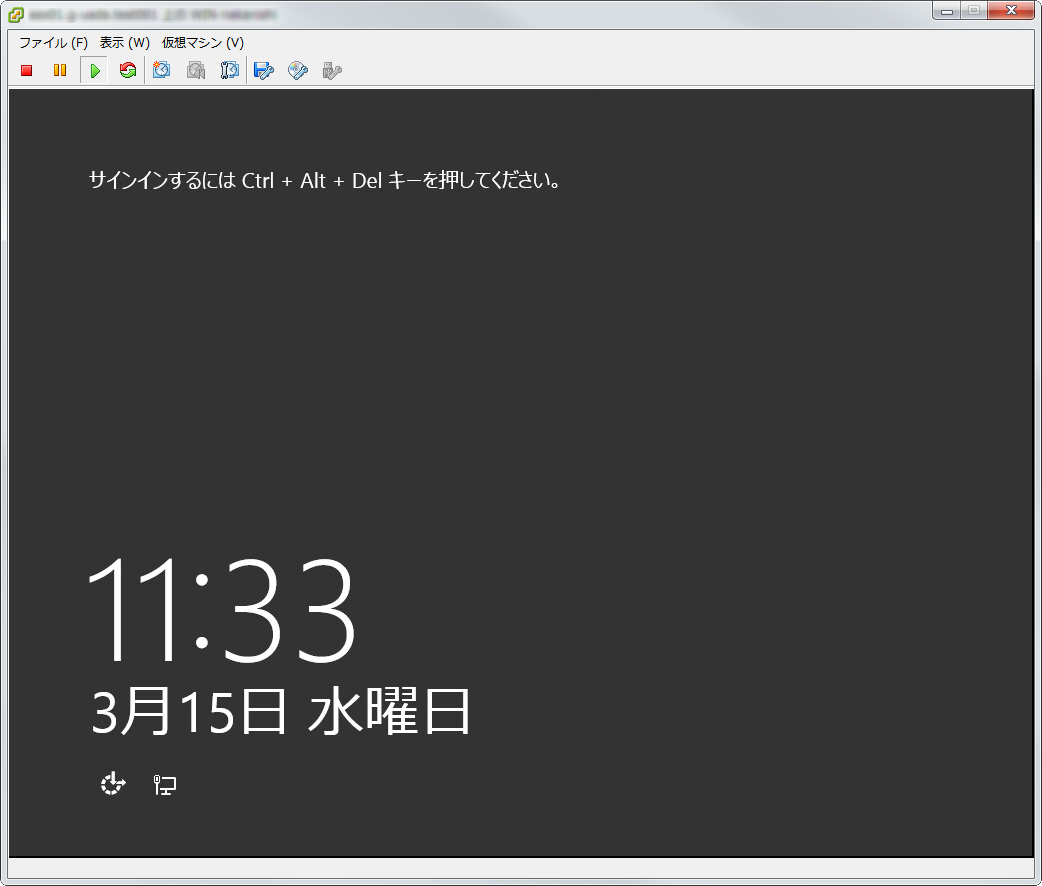 ファイル (F) 表示 (W) 仮想マシン (V)
サインインするには Ctrl + Alt + Del キーを押してください。
11:33
3月15日 水曜日